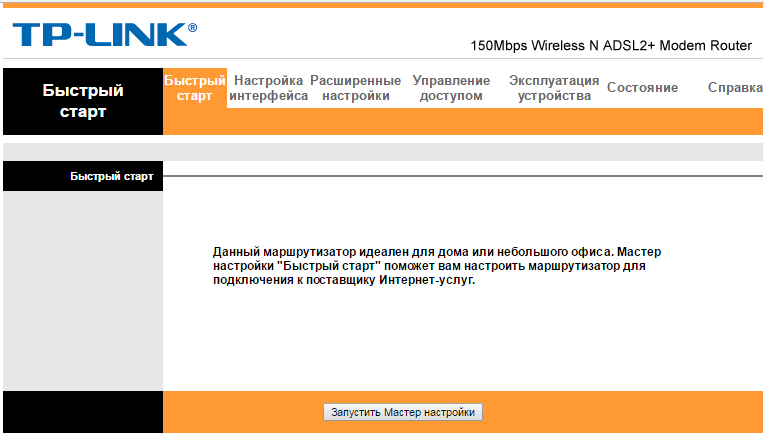 TP-LINK®
150Mbps Wireless N ADSL2+ Modem Router
Быстрый
старт
Быстрый
старт
Настройка
интерфейса
Расширенные
настройки
Управление
доступом
Эксплуатация
устройства
Состояние
Справка
Быстрый старт
Данный маршрутизатор идеален для дома или небольшого офиса. Мастер
настройки "Быстрый старт" поможет вам настроить маршрутизатор для
подключения к поставщику Интернет-услуг.
Запустить Мастер настройки